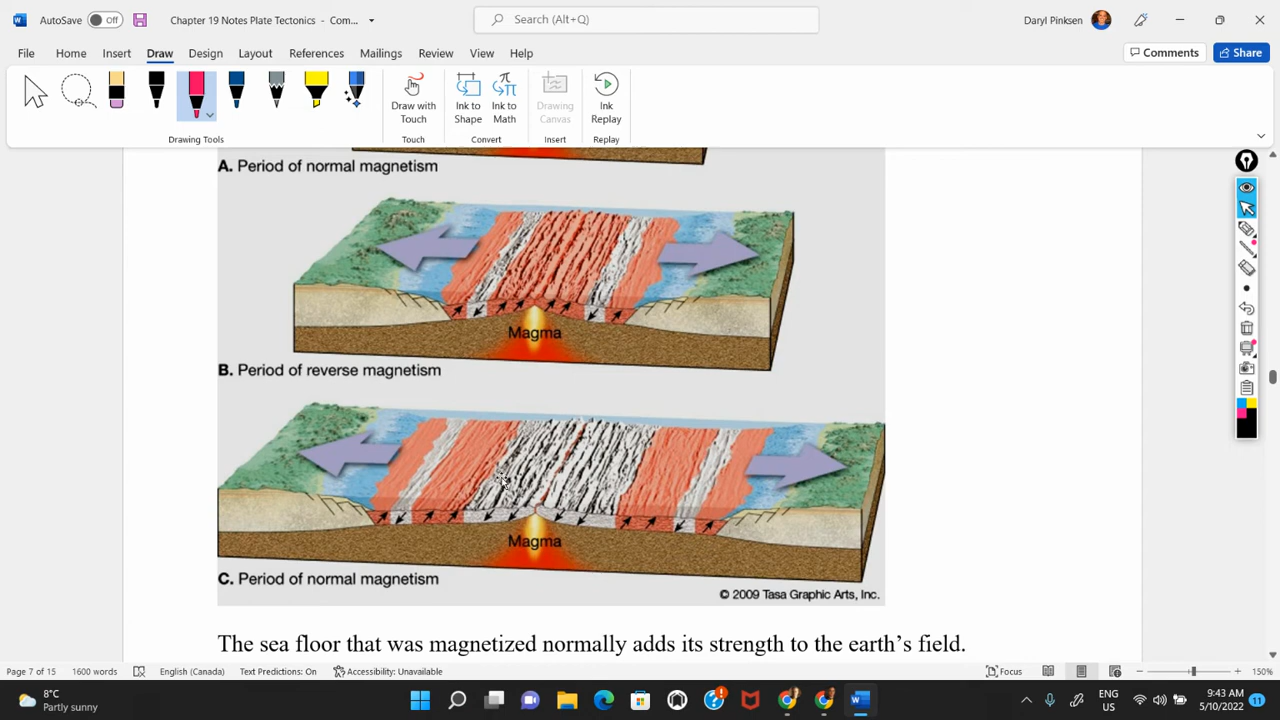 AutoSave Off Chapter 19 Notes Plate Tectonics - Com... Search (Alt+Q) Daryl Pinksen
File Home Insert Draw Design Layout References Mailings Review View Help Comments Share
Draw with Touch
Ink to Shape
Ink to Math
Drawing Canvas
Ink Replay
Drawing Tools Touch Convert Insert Replay
A. Period of normal magnetism
Magma
B. Period of reverse magnetism
Magma
C. Period of normal magnetism
© 2009 Tasa Graphic Arts, Inc.
The sea floor that was magnetized normally adds its strength to the earth's field.
Page 7 of 15 1600 words English (Canada) Text Predictions: On Accessibility: Unavailable Focus 150%
8°C
Partly sunny
ENG
US
9:43 AM
5/10/2022